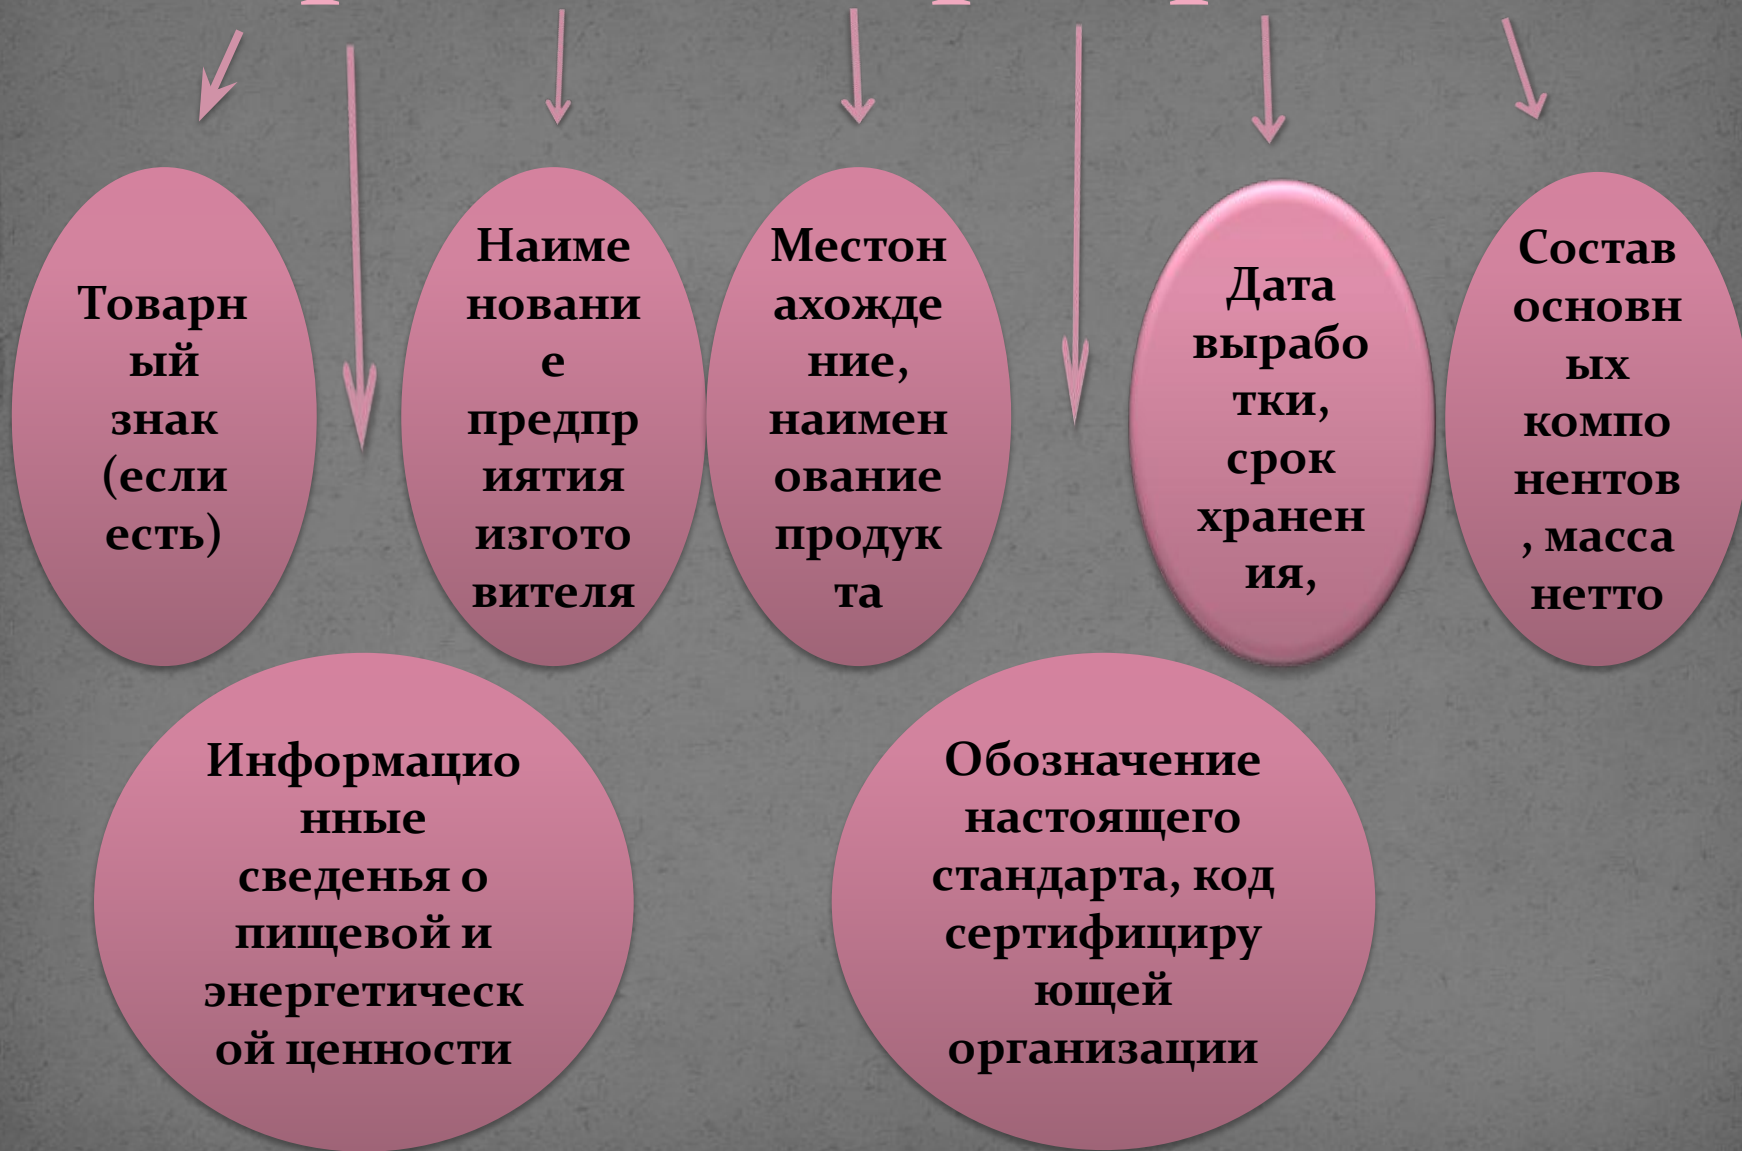 Товарн
ый
знак
(если
есть)
Наиме
новани
е
предпр
иятия
изгото
вителя
Местон
ахожде
ние,
наимен
ование
продук
та
Дата
вырабо
тки,
срок
хранен
ия,
Состав
основн
ых
компо
нентов
, масса
нетто
Информацио
нные
сведенья о
пищевой и
энергетическ
ой ценности
Обозначение
настоящего
стандарта, код
сертифициру
ющей
организации